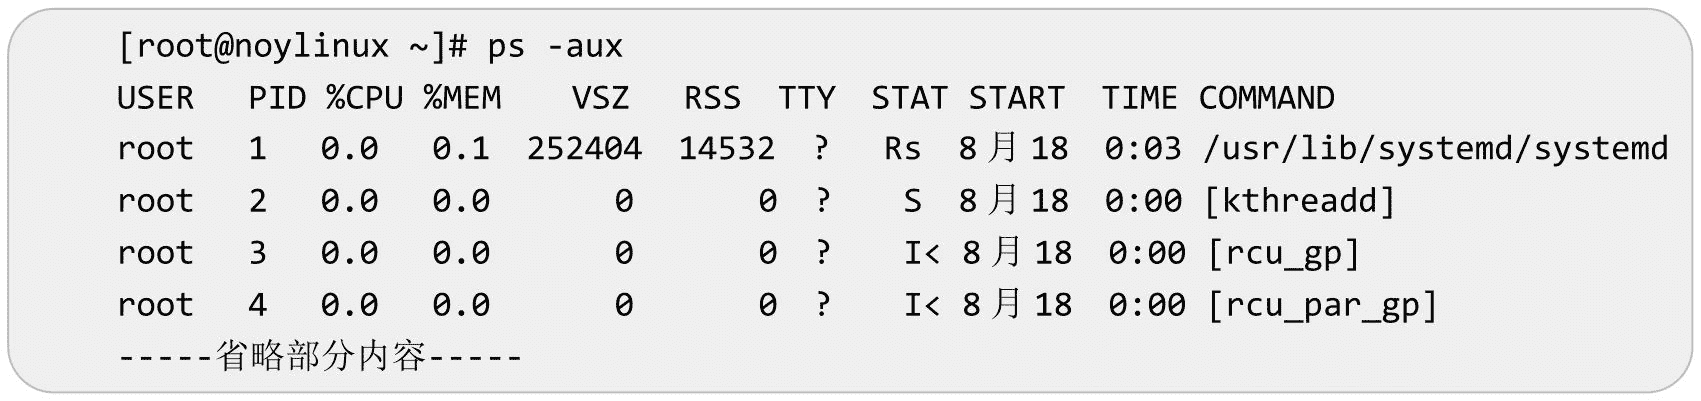 [root@noylinux ~]# ps -aux
USER PID %CPU %MEM VSZ RSS TTY STAT START TIME COMMAND
root 1 0.0 0.1 252404 14532 ? Rs 8月18 0:03 /usr/lib/systemd/systemd
root 2 0.0 0.0 0 0 ? S 8月18 0:00 [kthreadd]
root 3 0.0 0.0 0 0 ? I< 8月18 0:00 [rcu_gp]
root 4 0.0 0.0 0 0 ? I< 8月18 0:00 [rcu_par_gp]
-----省略部分内容-----